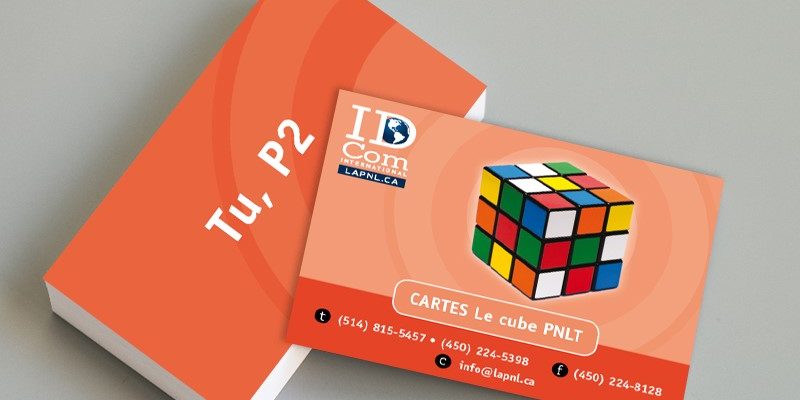 Tu, P2
ID
Com
INTERNATIONAL
LAPNL.CA
CARTES Le cube PNLT
t (514) 815-5457 • (450) 224-5398
f (450) 224-8128
c info@lapnl.ca